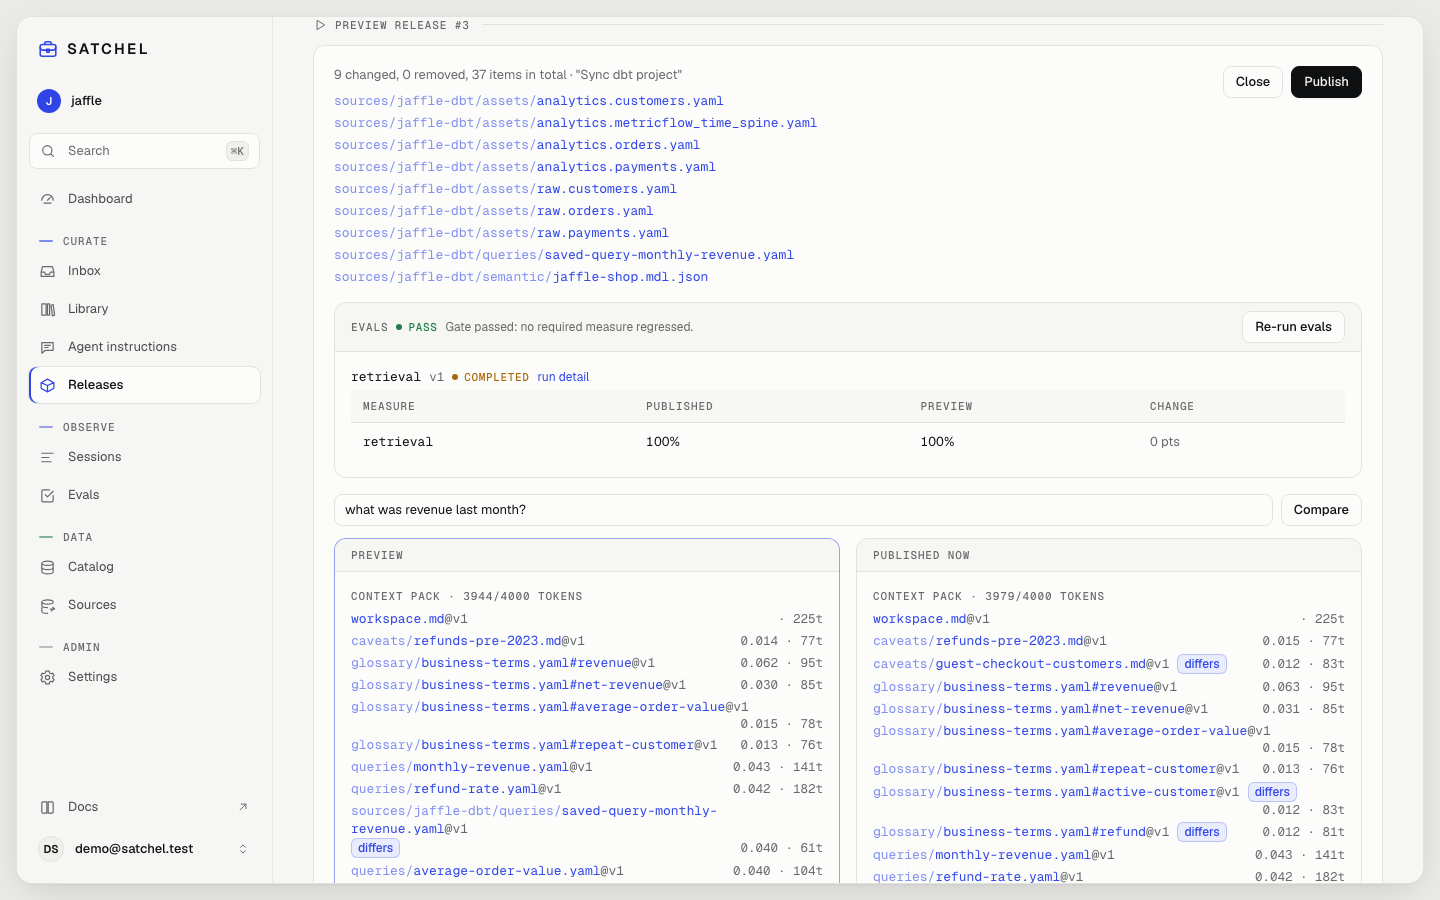 SATCHEL
J jaffle
Search ⌘K
Dashboard
CURATE
Inbox
Library
Agent instructions
Releases
OBSERVE
Sessions
Evals
DATA
Catalog
Sources
ADMIN
Settings
Docs
DS demo@satchel.test
PREVIEW RELEASE #3
9 changed, 0 removed, 37 items in total · "Sync dbt project"
Close Publish
sources/jaffle-dbt/assets/analytics.customers.yaml
sources/jaffle-dbt/assets/analytics.metricflow_time_spine.yaml
sources/jaffle-dbt/assets/analytics.orders.yaml
sources/jaffle-dbt/assets/analytics.payments.yaml
sources/jaffle-dbt/assets/raw.customers.yaml
sources/jaffle-dbt/assets/raw.orders.yaml
sources/jaffle-dbt/assets/raw.payments.yaml
sources/jaffle-dbt/queries/saved-query-monthly-revenue.yaml
sources/jaffle-dbt/semantic/jaffle-shop.mdl.json
EVALS PASS Gate passed: no required measure regressed. Re-run evals
retrieval v1 COMPLETED run detail
MEASURE PUBLISHED PREVIEW CHANGE
retrieval 100% 100% 0 pts
what was revenue last month? Compare
PREVIEW
CONTEXT PACK · 3944/4000 TOKENS
workspace.md@v1 · 225t
caveats/refunds-pre-2023.md@v1 0.014 · 77t
glossary/business-terms.yaml#revenue@v1 0.062 · 95t
glossary/business-terms.yaml#net-revenue@v1 0.030 · 85t
glossary/business-terms.yaml#average-order-value@v1
0.015 · 78t
glossary/business-terms.yaml#repeat-customer@v1 0.013 · 76t
queries/monthly-revenue.yaml@v1 0.043 · 141t
queries/refund-rate.yaml@v1 0.042 · 182t
sources/jaffle-dbt/queries/saved-query-monthly-
revenue.yaml@v1
differs 0.040 · 61t
queries/average-order-value.yaml@v1 0.040 · 104t
PUBLISHED NOW
CONTEXT PACK · 3979/4000 TOKENS
workspace.md@v1 · 225t
caveats/refunds-pre-2023.md@v1 0.015 · 77t
caveats/guest-checkout-customers.md@v1 differs 0.012 · 83t
glossary/business-terms.yaml#revenue@v1 0.063 · 95t
glossary/business-terms.yaml#net-revenue@v1 0.031 · 85t
glossary/business-terms.yaml#average-order-value@v1
0.015 · 78t
glossary/business-terms.yaml#repeat-customer@v1 0.013 · 76t
glossary/business-terms.yaml#active-customer@v1 differs
0.012 · 83t
glossary/business-terms.yaml#refund@v1 differs 0.012 · 81t
queries/monthly-revenue.yaml@v1 0.043 · 141t
queries/refund-rate.yaml@v1 0.042 · 182t